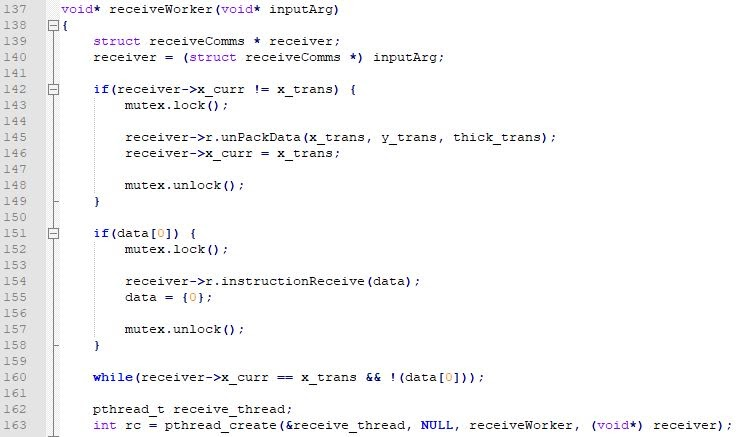 137 void* receiveWorker(void* inputArg)
138 {
139 struct receiveComms * receiver;
140 receiver = (struct receiveComms *) inputArg;
141
142 if(receiver->x_curr != x_trans) {
143 mutex.lock();
144
145 receiver->r.unPackData(x_trans, y_trans, thick_trans);
146 receiver->x_curr = x_trans;
147
148 mutex.unlock();
149 }
150
151 if(data[0]) {
152 mutex.lock();
153
154 receiver->r.instructionReceive(data);
155 data = {0};
156
157 mutex.unlock();
158 }
159
160 while(receiver->x_curr == x_trans && !(data[0]));
161
162 pthread_t receive_thread;
163 int rc = pthread_create(&receive_thread, NULL, receiveWorker, (void*) receiver);